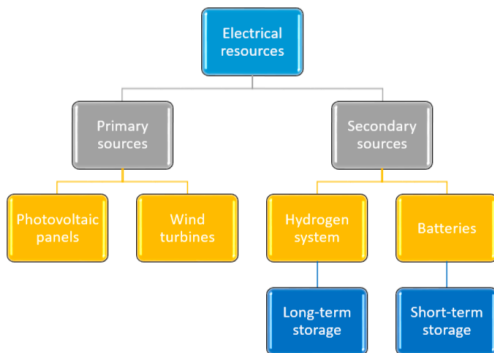 Electrical
resources
Primary
sources
Secondary
sources
Photovoltaic
panels
Wind
turbines
Hydrogen
system
Batteries
Long-term
storage
Short-term
storage